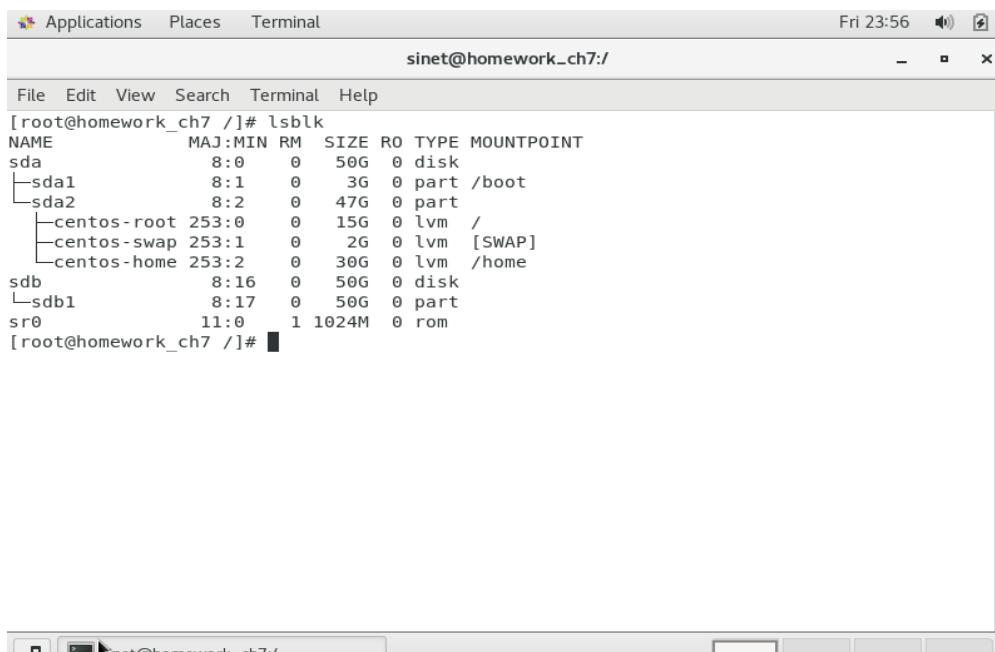 Applications Places Terminal Fri 23:56
sinet@homework_ch7:/
File Edit View Search Terminal Help
[root@homework_ch7 /]# lsblk
NAME MAJ:MIN RM SIZE RO TYPE MOUNTPOINT
sda 8:0 0 50G 0 disk
├─sda1 8:1 0 3G 0 part /boot
└─sda2 8:2 0 47G 0 part
  ├─centos-root 253:0 0 15G 0 lvm /
  ├─centos-swap 253:1 0 2G 0 lvm [SWAP]
  └─centos-home 253:2 0 30G 0 lvm /home
sdb 8:16 0 50G 0 disk
└─sdb1 8:17 0 50G 0 part
sr0 11:0 1 1024M 0 rom
[root@homework_ch7 /]#